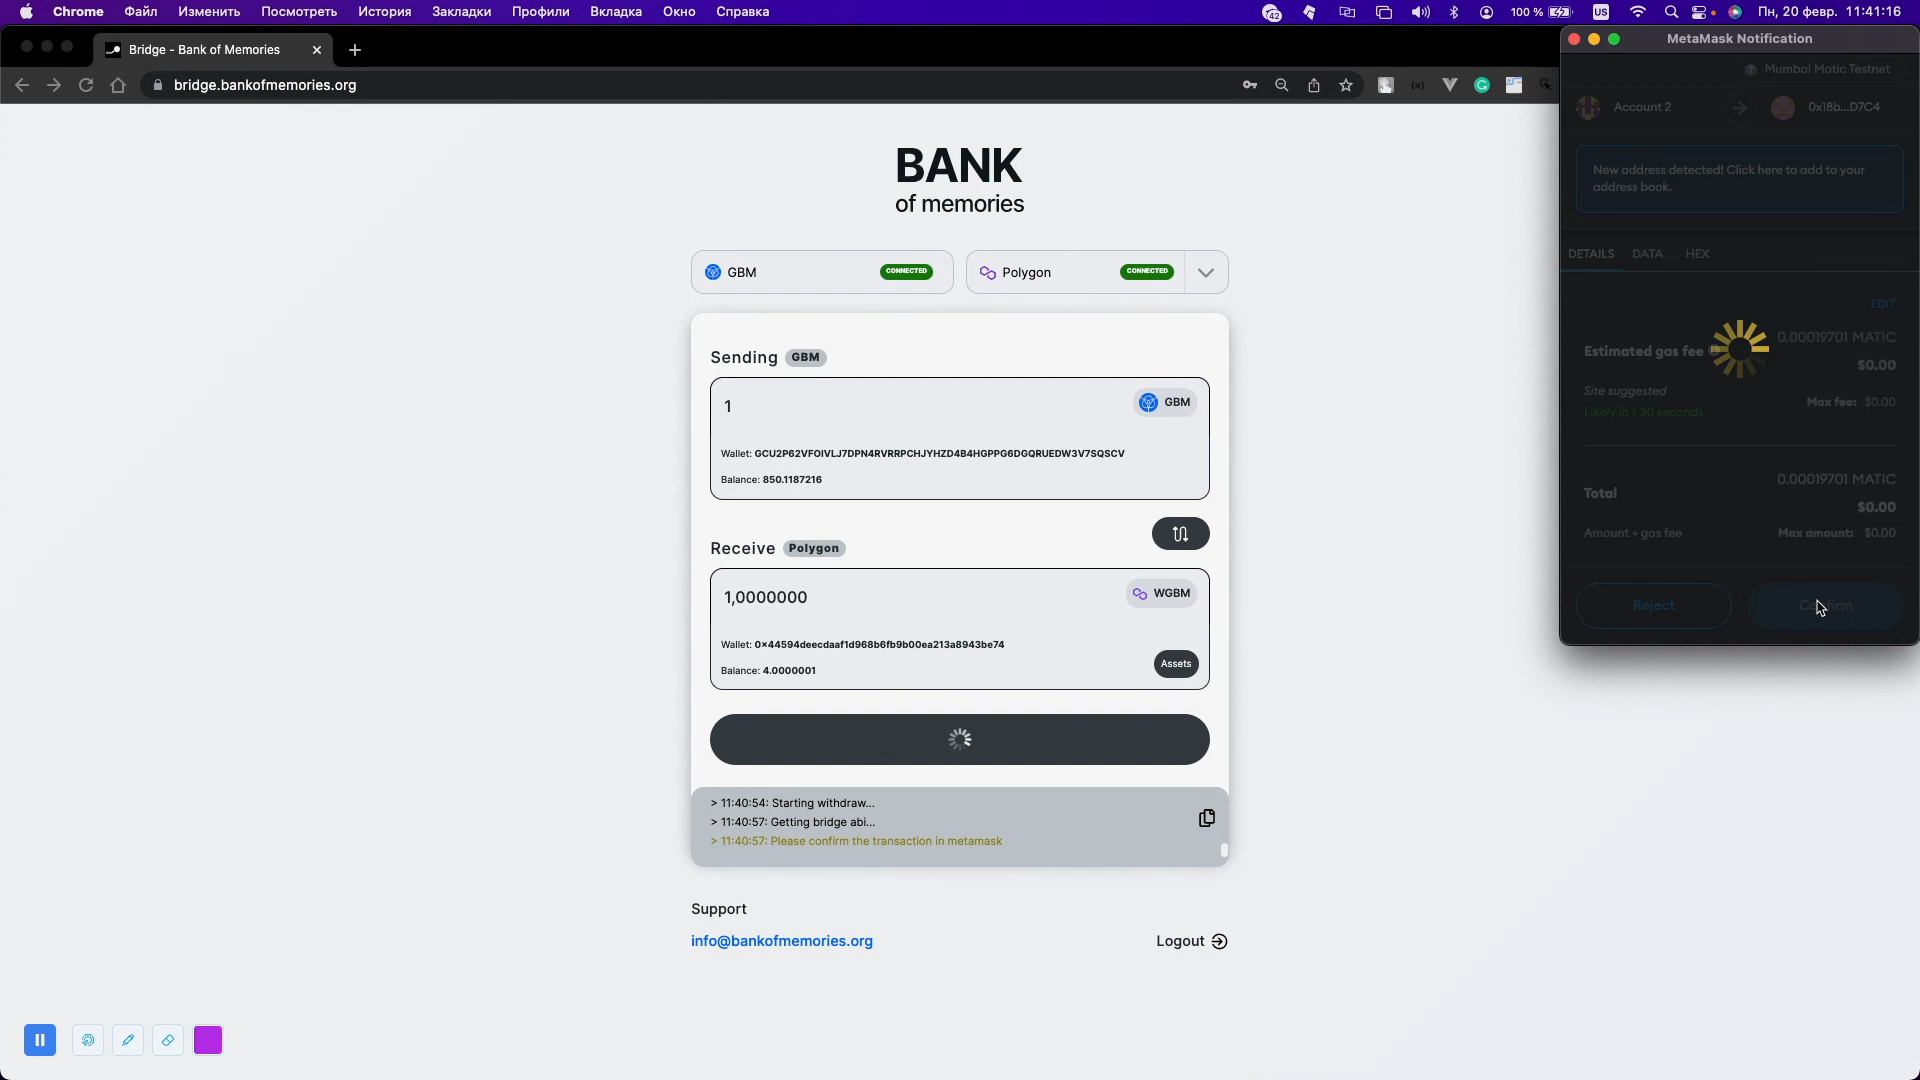 Chrome Файл Изменить Посмотреть История Закладки Профили Вкладка Окно Справка
42 100 % US Пн, 20 февр. 11:41:16
Bridge - Bank of Memories
bridge.bankofmemories.org
BANK
of memories
GBM CONNECTED Polygon CONNECTED
Sending GBM
1 GBM
Wallet: GCU2P62VFOIVLJ7DPN4RVRRPCHJYHZD4B4HGPPG6DGQRUEDW3V7SQSCV
Balance: 850.1187216
Receive Polygon
1,0000000 WGBM
Wallet: 0x44594deecdaaf1d968b6fb9b00ea213a8943be74
Balance: 4.0000001
Assets
> 11:40:54: Starting withdraw...
> 11:40:57: Getting bridge abi...
> 11:40:57: Please confirm the transaction in metamask
Support
info@bankofmemories.org Logout
MetaMask Notification
Mumbai Matic Testnet
Account 2 0x18b...D7C4
New address detected! Click here to add to your
address book.
DETAILS DATA HEX
EDIT
0.00019701 MATIC
Estimated gas fee
$0.00
Site suggested
Max fee: $0.00
Likely in < 30 seconds
0.00019701 MATIC
Total
$0.00
Amount + gas fee Max amount: $0.00
Reject Confirm